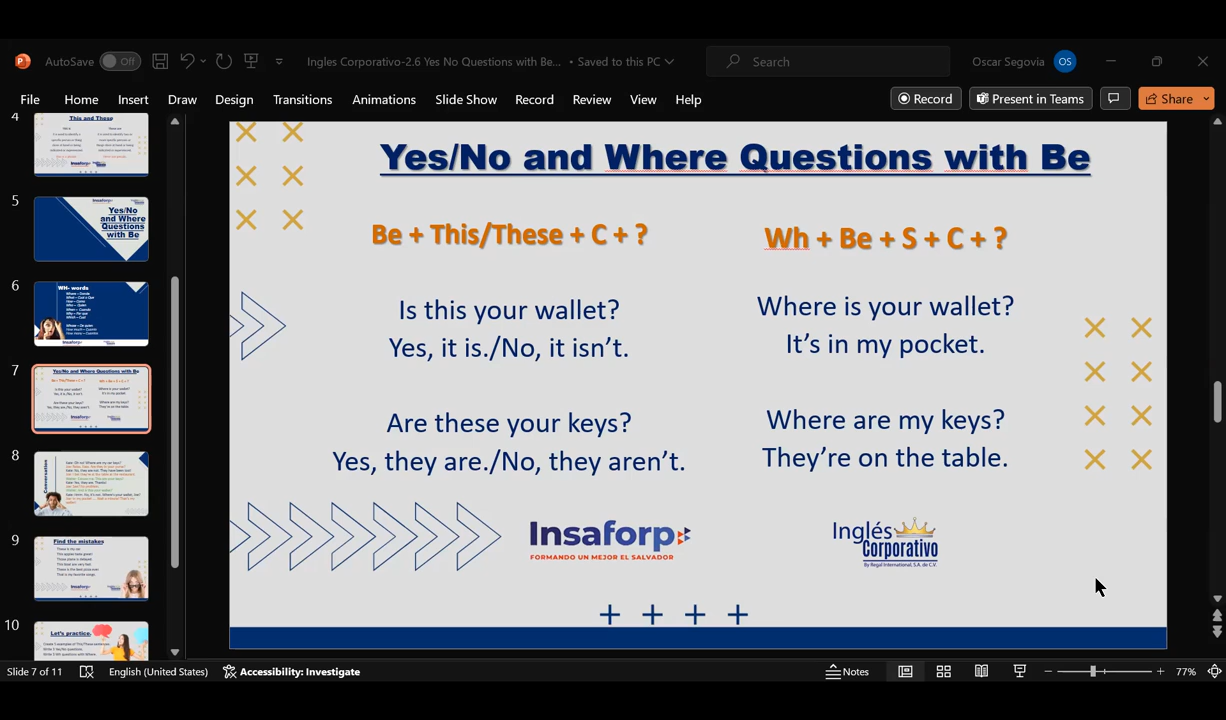 AutoSave Off Ingles Corporativo-2.6 Yes No Questions with Be... • Saved to this PC Search Oscar Segovia OS
File Home Insert Draw Design Transitions Animations Slide Show Record Review View Help Record Present in Teams Share
4
This and These
5
Yes/No
and Where
Questions
with Be
6
WH- words
7
Yes/No and Where Questions with Be
8
Conversation
9
Find the mistakes
10
Let's practice.
Yes/No and Where Questions with Be
Be + This/These + C + ?
Is this your wallet?
Yes, it is./No, it isn't.
Are these your keys?
Yes, they are./No, they aren't.
Wh + Be + S + C + ?
Where is your wallet?
It's in my pocket.
Where are my keys?
They're on the table.
Insaforp
FORMANDO UN MEJOR EL SALVADOR
Inglés
Corporativo
By Regal International, S.A. de C.V.
Slide 7 of 11 English (United States) Accessibility: Investigate Notes 77%